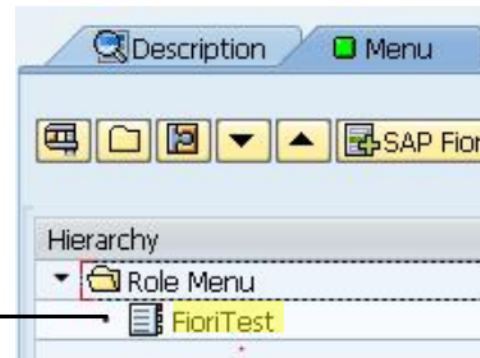 Description Menu
SAP Fior
Hierarchy
Role Menu
FioriTest